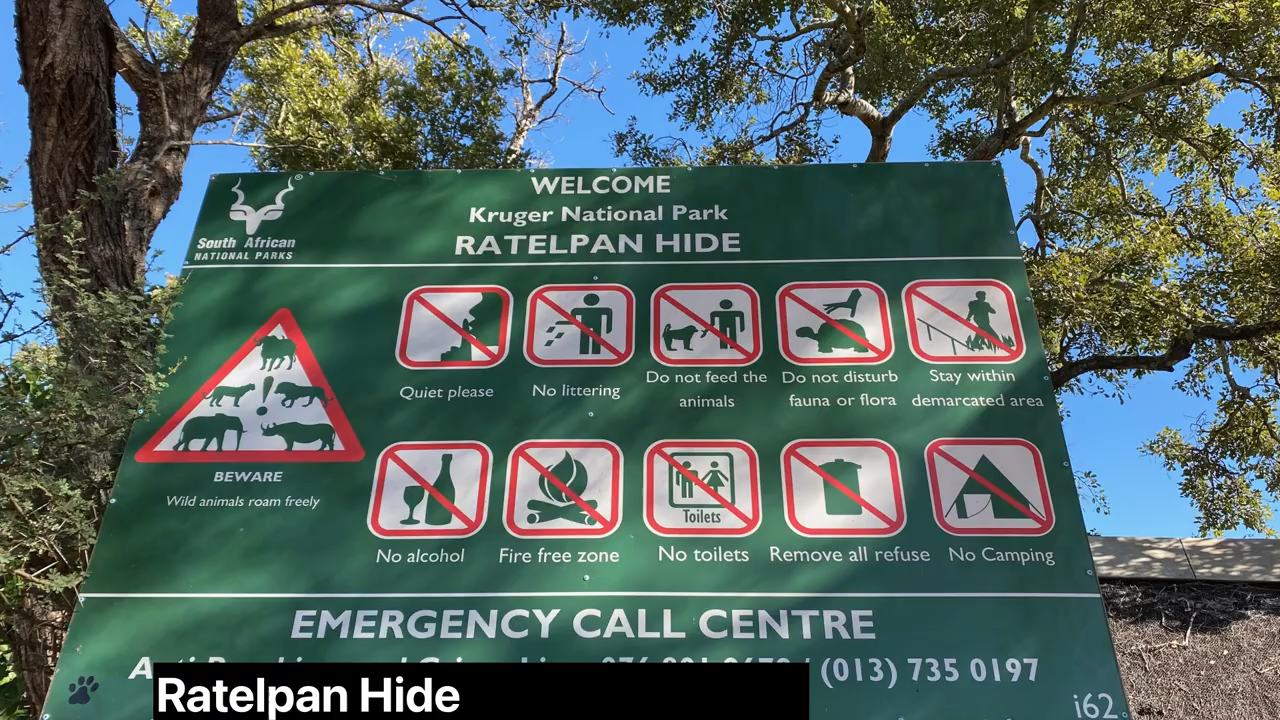 WELCOME
Kruger National Park
RATELPAN HIDE
South African
NATIONAL PARKS
Quiet please
No littering
Do not feed the
animals
Do not disturb
fauna or flora
Stay within
demarcated area
BEWARE
Wild animals roam freely
Toilets
No alcohol
Fire free zone
No toilets
Remove all refuse
No Camping
EMERGENCY CALL CENTRE
(013) 735 0197
Ratelpan Hide
i62